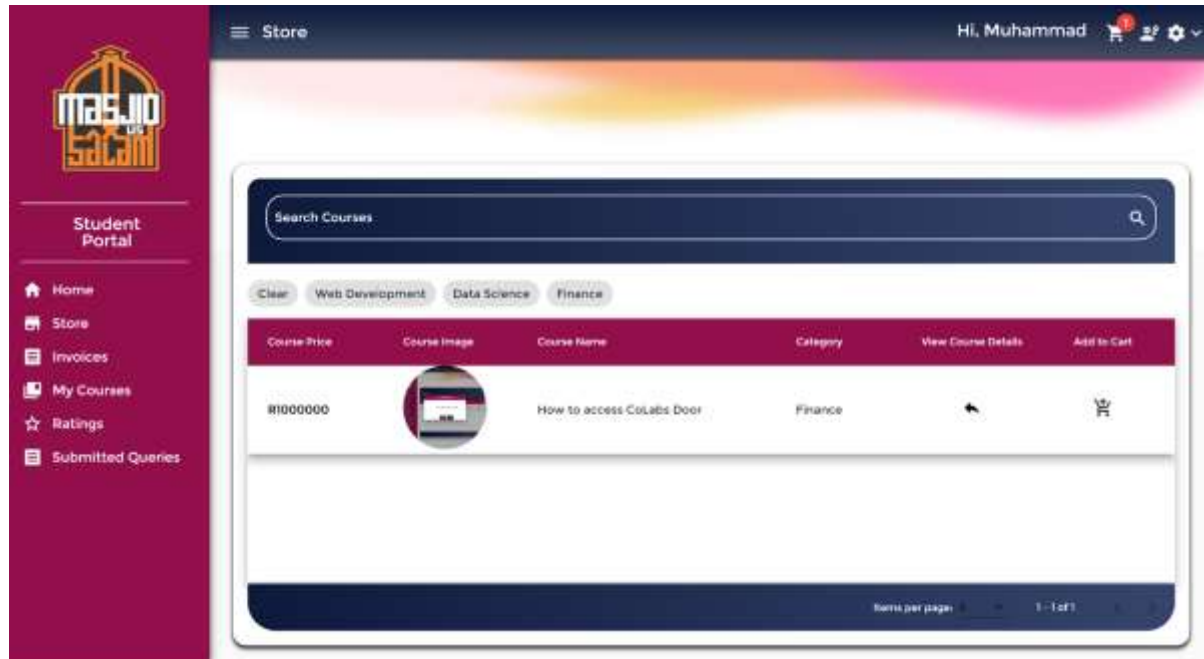 Store
Hi, Muhammad
1
masjid
us
salam
Student
Portal
Home
Store
Invoices
My Courses
Ratings
Submitted Queries
Search Courses
Clear Web Development Data Science Finance
Course Price Course Image Course Name Category View Course Details Add to Cart
R1000000 How to access CoLabs Door Finance
Items per page: 1 - 1 of 1